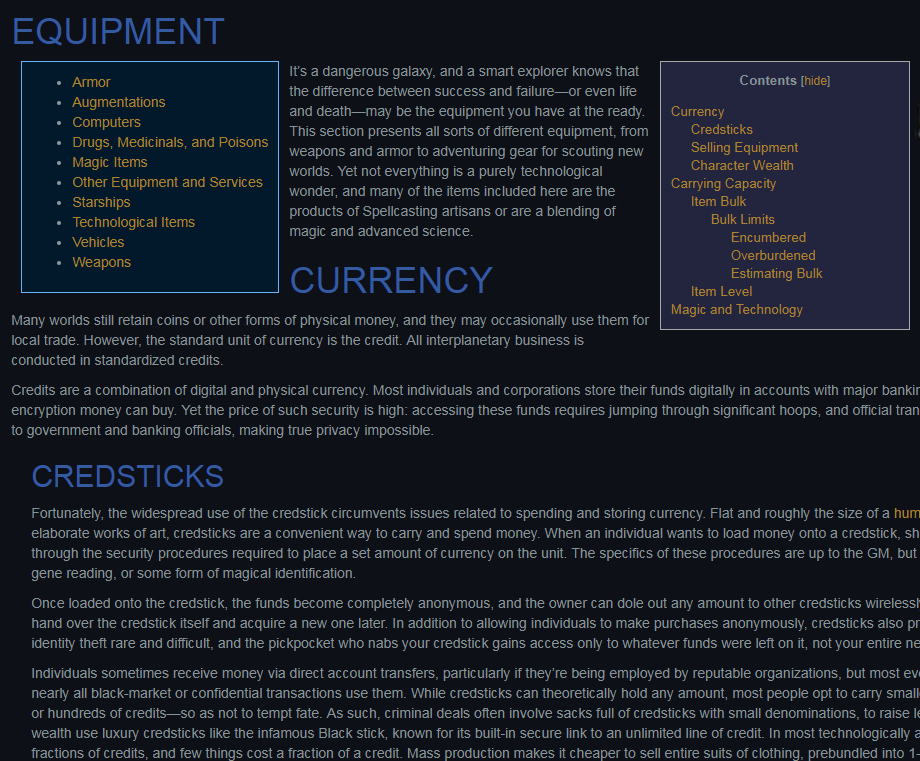 EQUIPMENT
Armor
Augmentations
Computers
Drugs, Medicinals, and Poisons
Magic Items
Other Equipment and Services
Starships
Technological Items
Vehicles
Weapons
It's a dangerous galaxy, and a smart explorer knows that
the difference between success and failure—or even life
and death—may be the equipment you have at the ready.
This section presents all sorts of different equipment, from
weapons and armor to adventuring gear for scouting new
worlds. Yet not everything is a purely technological
wonder, and many of the items included here are the
products of Spellcasting artisans or are a blending of
magic and advanced science.
Contents [hide]
Currency
Credsticks
Selling Equipment
Character Wealth
Carrying Capacity
Item Bulk
Bulk Limits
Encumbered
Overburdened
Estimating Bulk
Item Level
Magic and Technology
CURRENCY
Many worlds still retain coins or other forms of physical money, and they may occasionally use them for
local trade. However, the standard unit of currency is the credit. All interplanetary business is
conducted in standardized credits.
Credits are a combination of digital and physical currency. Most individuals and corporations store their funds digitally in accounts with major
encryption money can buy. Yet the price of such security is high: accessing these funds requires jumping through significant hoops, and official
to government and banking officials, making true privacy impossible.
CREDSTICKS
Fortunately, the widespread use of the credstick circumvents issues related to spending and storing currency. Flat and roughly the size of a
elaborate works of art, credsticks are a convenient way to carry and spend money. When an individual wants to load money onto a credstick,
through the security procedures required to place a set amount of currency on the unit. The specifics of these procedures are up to the GM, but
gene reading, or some form of magical identification.
Once loaded onto the credstick, the funds become completely anonymous, and the owner can dole out any amount to other credsticks
hand over the credstick itself and acquire a new one later. In addition to allowing individuals to make purchases anonymously, credsticks also
identity theft rare and difficult, and the pickpocket who nabs your credstick gains access only to whatever funds were left on it, not your entire
Individuals sometimes receive money via direct account transfers, particularly if they're being employed by reputable organizations, but most
nearly all black-market or confidential transactions use them. While credsticks can theoretically hold any amount, most people opt to carry
or hundreds of credits—so as not to tempt fate. As such, criminal deals often involve sacks full of credsticks with small denominations, to raise
wealth use luxury credsticks like the infamous Black stick, known for its built-in secure link to an unlimited line of credit. In most technologically
fractions of credits, and few things cost a fraction of a credit. Mass production makes it cheaper to sell entire suits of clothing, prebundled into